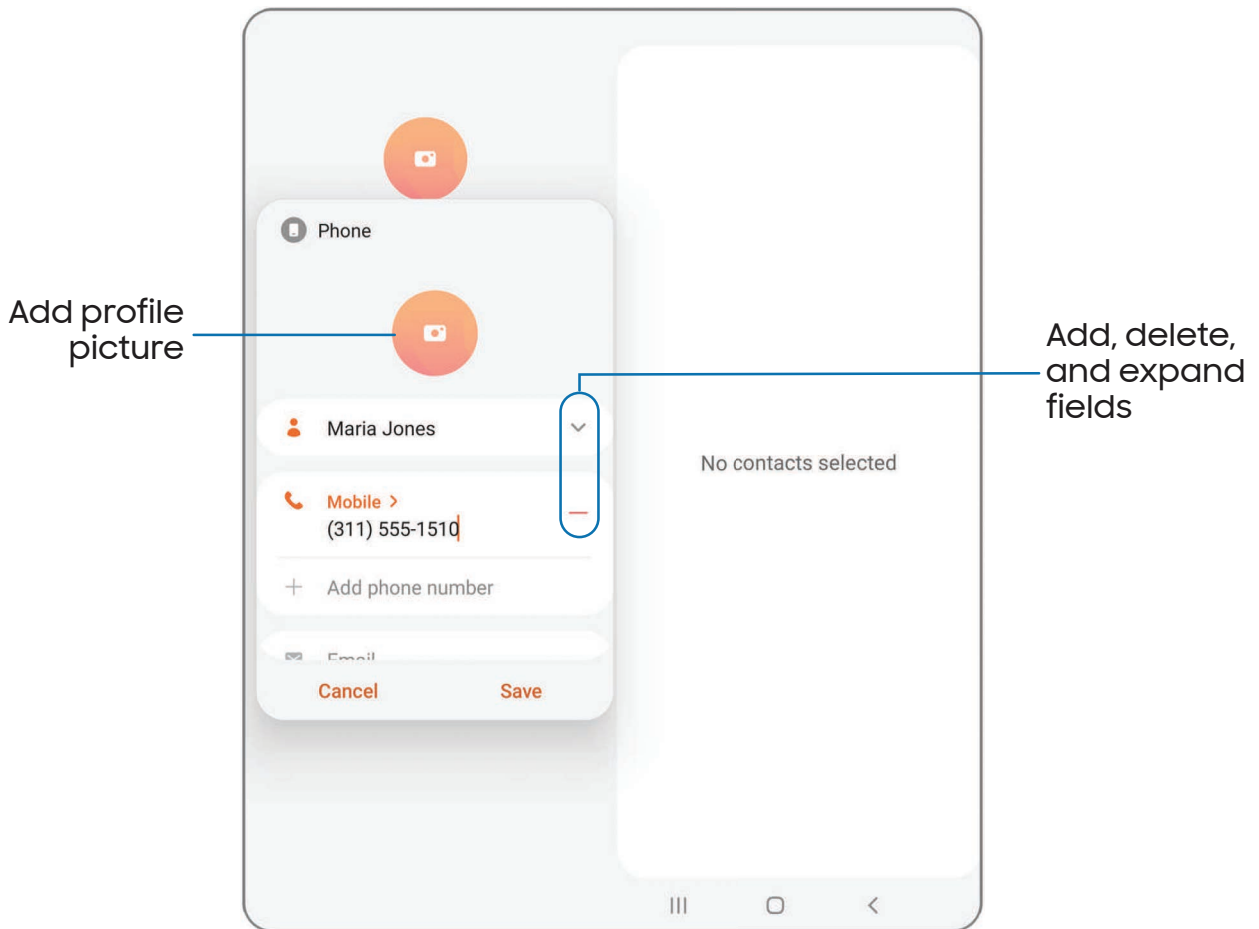 Phone
Add profile
picture
Add, delete,
and expand
fields
Maria Jones
No contacts selected
Mobile >
(311) 555-1510
Add phone number
Email
Cancel
Save